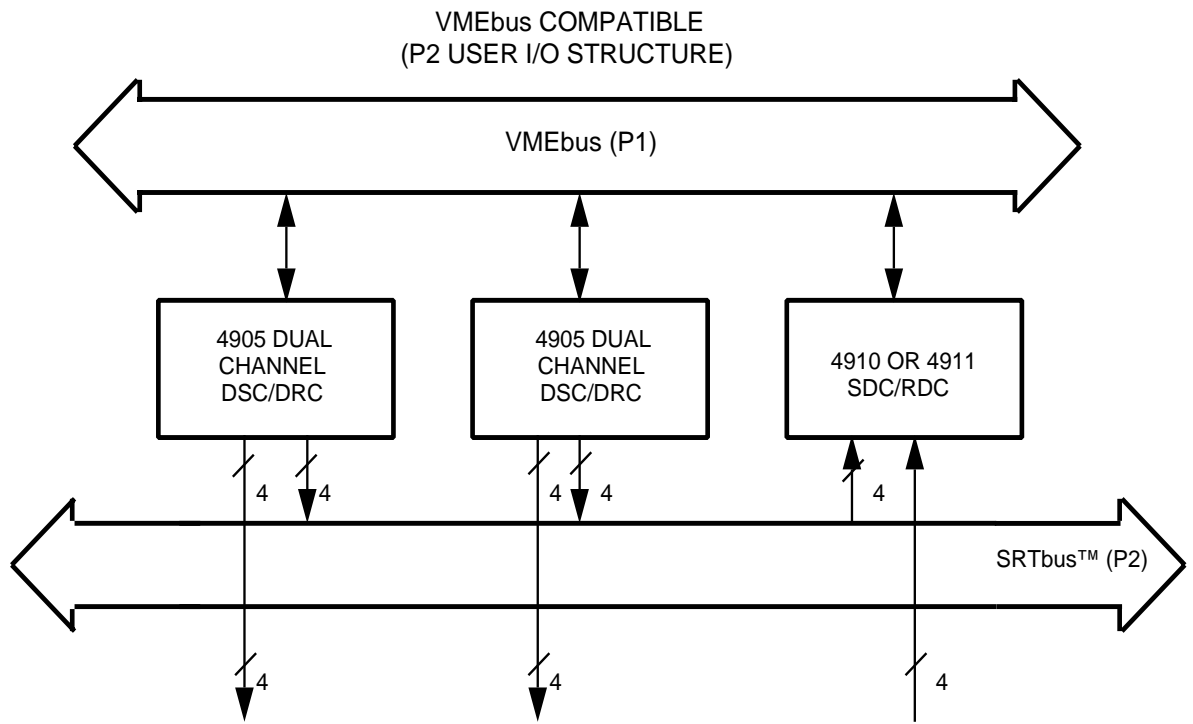 VMEbus COMPATIBLE
(P2 USER I/O STRUCTURE)
VMEbus (P1)
4905 DUAL
CHANNEL
DSC/DRC
4905 DUAL
CHANNEL
DSC/DRC
4910 OR 4911
SDC/RDC
4
4
4
4
4
SRTbus™ (P2)
4
4
4